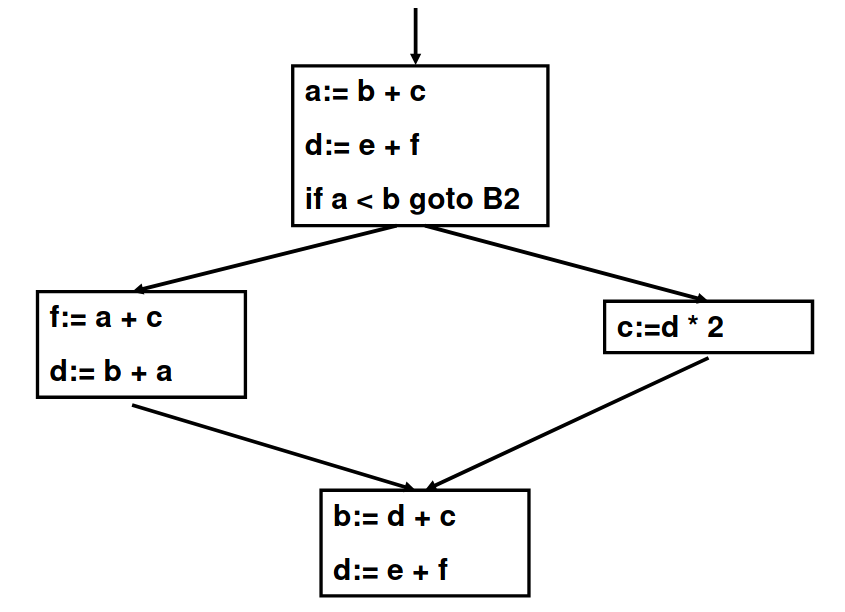 a:= b + c
d:= e + f
if a < b goto B2
f:= a + c
d:= b + a
c:=d * 2
b:= d + c
d:= e + f